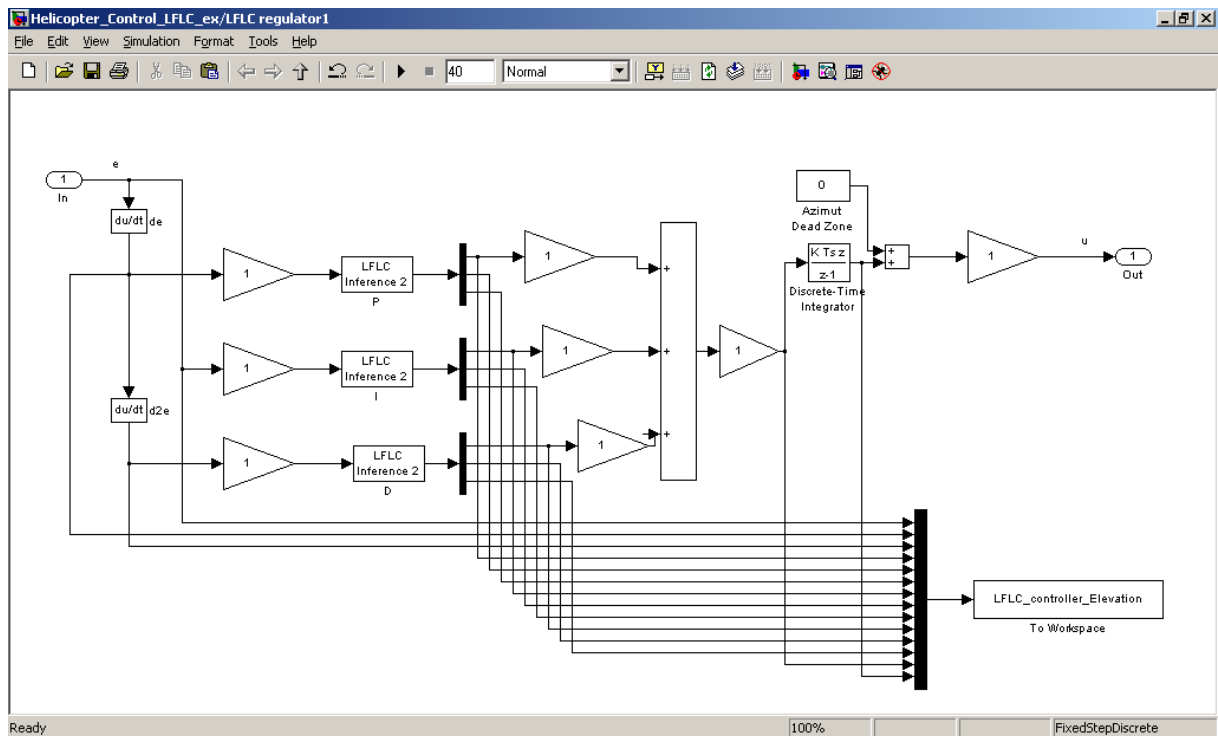 Helicopter_Control_LFLC_ex/LFLC regulator1
File Edit View Simulation Format Tools Help
40 Normal
e
1
In
du/dt de
1
LFLC
Inference 2
P
1
+
0
Azimut
Dead Zone
K Ts z
z-1
Discrete-Time
Integrator
+
+
1
u
1
Out
1
LFLC
Inference 2
I
1
+
1
du/dt d2e
1
LFLC
Inference 2
D
1
+
LFLC_controller_Elevation
To Workspace
Ready 100% FixedStepDiscrete